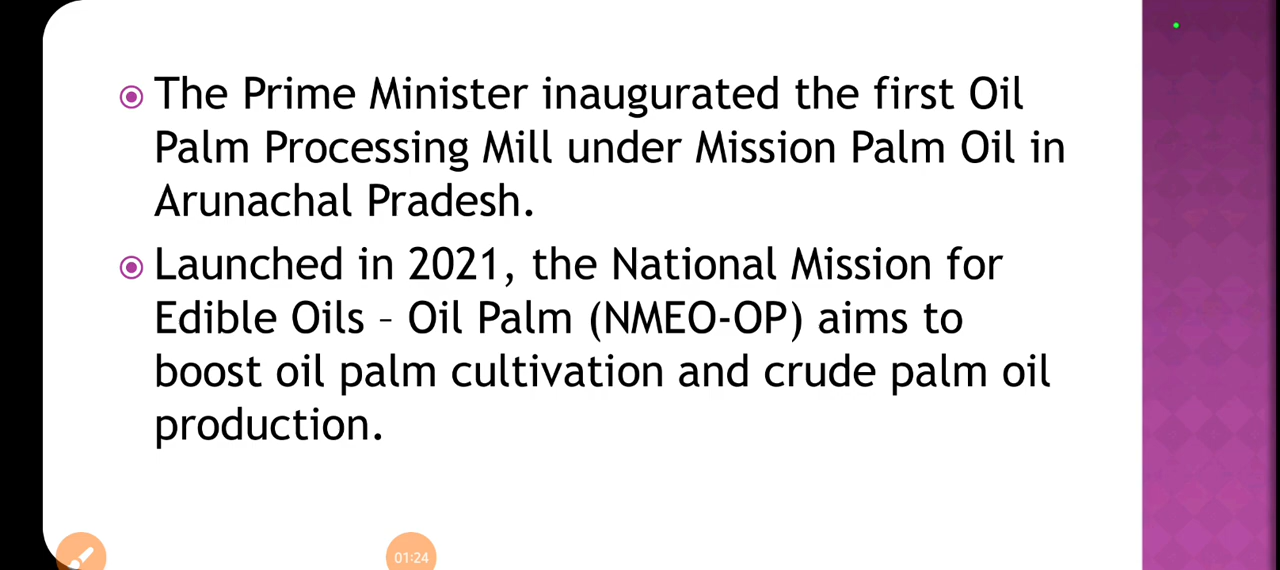 The Prime Minister inaugurated the first Oil
Palm Processing Mill under Mission Palm Oil in
Arunachal Pradesh.
Launched in 2021, the National Mission for
Edible Oils – Oil Palm (NMEO-OP) aims to
boost oil palm cultivation and crude palm oil
production.
01:24